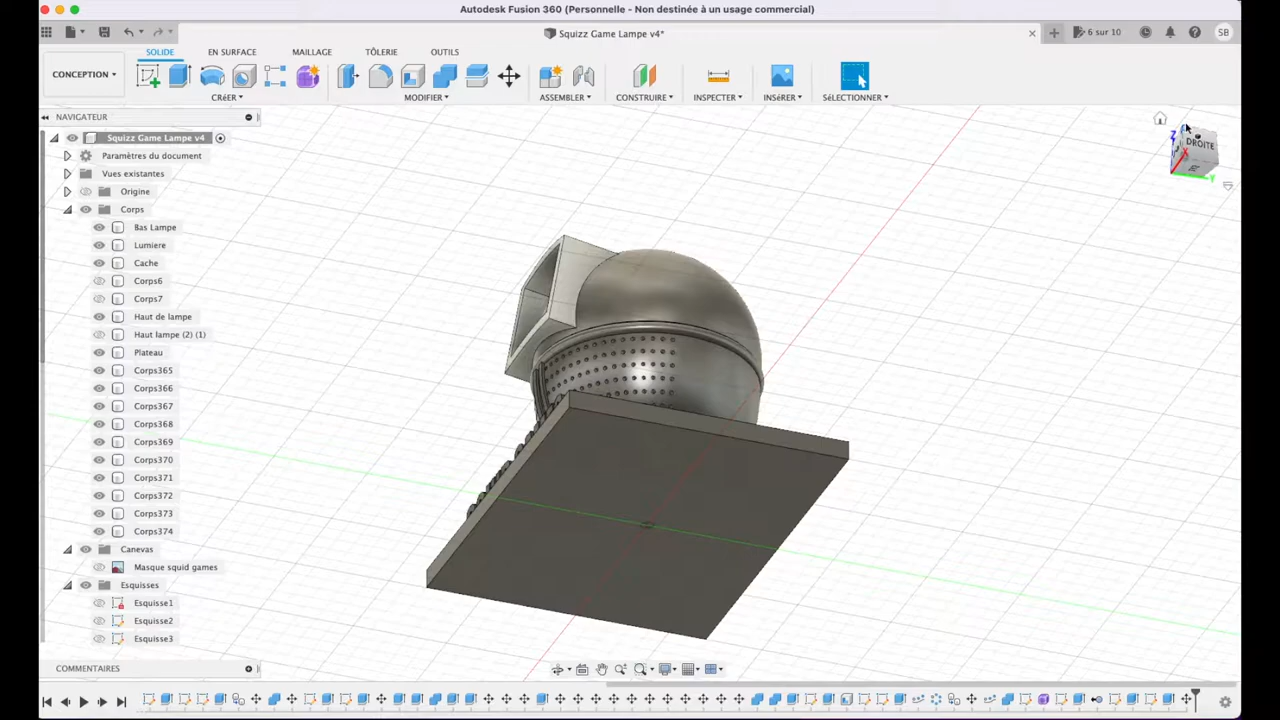 Autodesk Fusion 360 (Personnelle - Non destinée à un usage commercial)
Squizz Game Lampe v4*
6 sur 10
SB
CONCEPTION
SOLIDE
EN SURFACE
MAILLAGE
TÔLERIE
OUTILS
CRÉER
MODIFIER
ASSEMBLER
CONSTRUIRE
INSPECTER
INSÉRER
SÉLECTIONNER
NAVIGATEUR
Squizz Game Lampe v4
Paramètres du document
Vues existantes
Origine
Corps
Bas Lampe
Lumiere
Cache
Corps6
Corps7
Haut de lampe
Haut lampe (2) (1)
Plateau
Corps365
Corps366
Corps367
Corps368
Corps369
Corps370
Corps371
Corps372
Corps373
Corps374
Canevas
Masque squid games
Esquisses
Esquisse1
Esquisse2
Esquisse3
Z
DROITE
X
Y
COMMENTAIRES